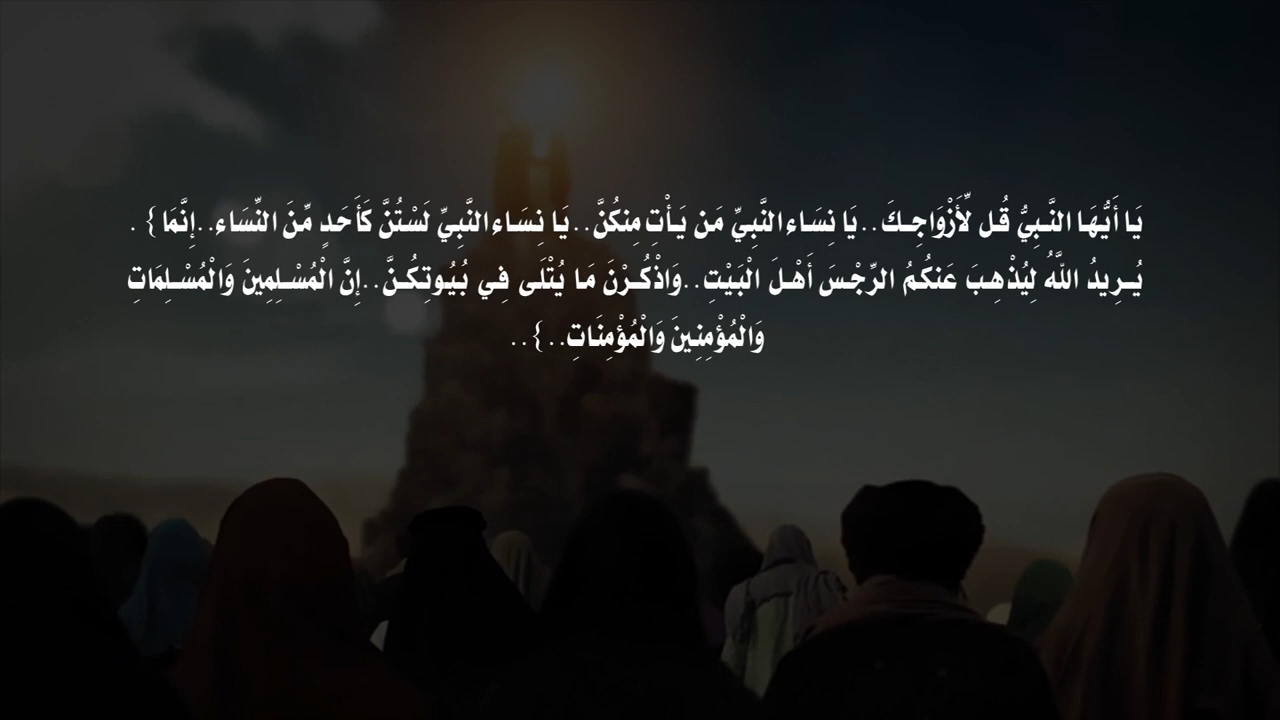 يَا أَيُّهَا النَّبِيُّ قُل لِّأَزْوَاجِكَ..يَا نِسَاء النَّبِيِّ مَن يَأْتِ مِنكُنَّ..يَا نِسَاء النَّبِيِّ لَسْتُنَّ كَأَحَدٍ مِّنَ النِّسَاء..إِنَّمَا } .
يُرِيدُ اللَّهُ لِيُذْهِبَ عَنكُمُ الرِّجْسَ أَهْلَ الْبَيْتِ..وَاذْكُرْنَ مَا يُتْلَى فِي بُيُوتِكُنَّ..إِنَّ الْمُسْلِمِينَ وَالْمُسْلِمَاتِ
وَالْمُؤْمِنِينَ وَالْمُؤْمِنَاتِ..}..